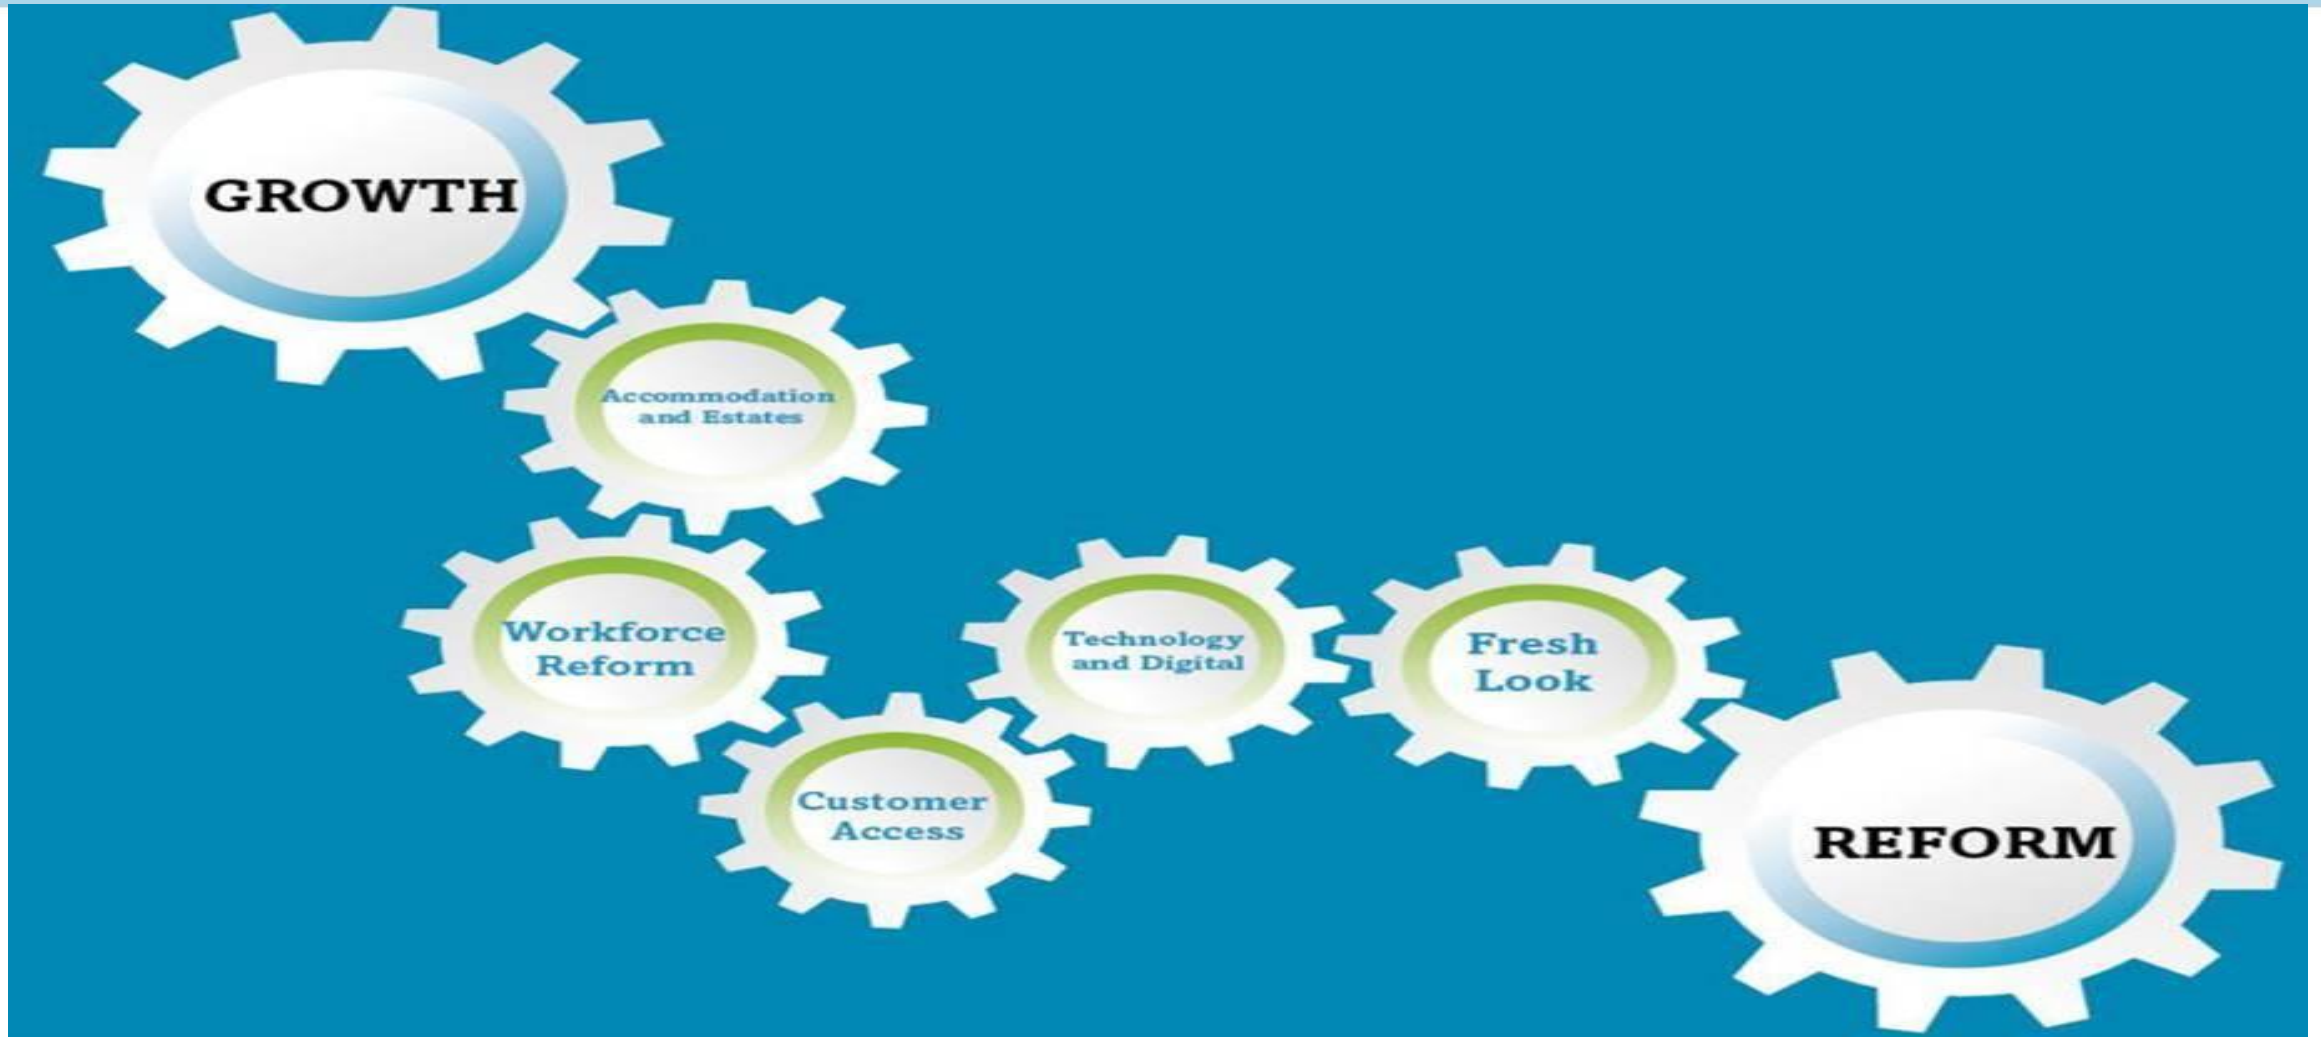 GROWTH
Accommodation
and Estates
Workforce
Reform
Technology
and Digital
Fresh
Look
Customer
Access
REFORM